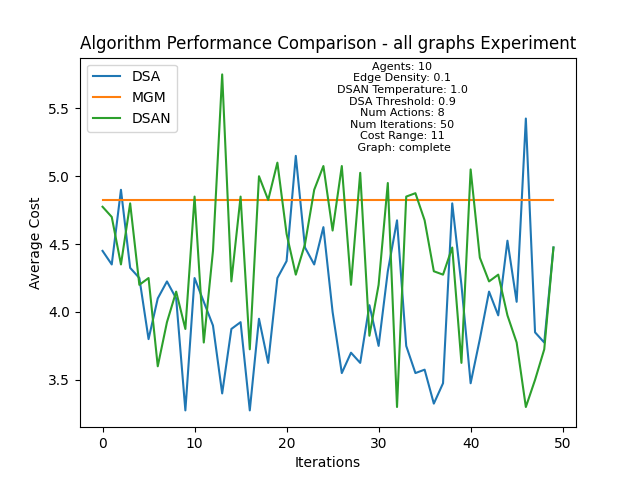 Algorithm Performance Comparison - all graphs Experiment
DSA
MGM
DSAN
Agents: 10
Edge Density: 0.1
DSAN Temperature: 1.0
DSA Threshold: 0.9
Num Actions: 8
Num Iterations: 50
Cost Range: 11
Graph: complete
Average Cost
5.5
5.0
4.5
4.0
3.5
0 10 20 30 40 50
Iterations